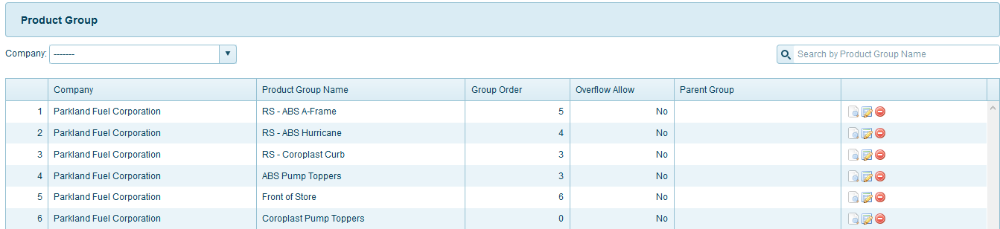 Product Group
Company: ------- Search by Product Group Name
Company Product Group Name Group Order Overflow Allow Parent Group
1 Parkland Fuel Corporation RS - ABS A-Frame 5 No
2 Parkland Fuel Corporation RS - ABS Hurricane 4 No
3 Parkland Fuel Corporation RS - Coroplast Curb 3 No
4 Parkland Fuel Corporation ABS Pump Toppers 3 No
5 Parkland Fuel Corporation Front of Store 6 No
6 Parkland Fuel Corporation Coroplast Pump Toppers 0 No